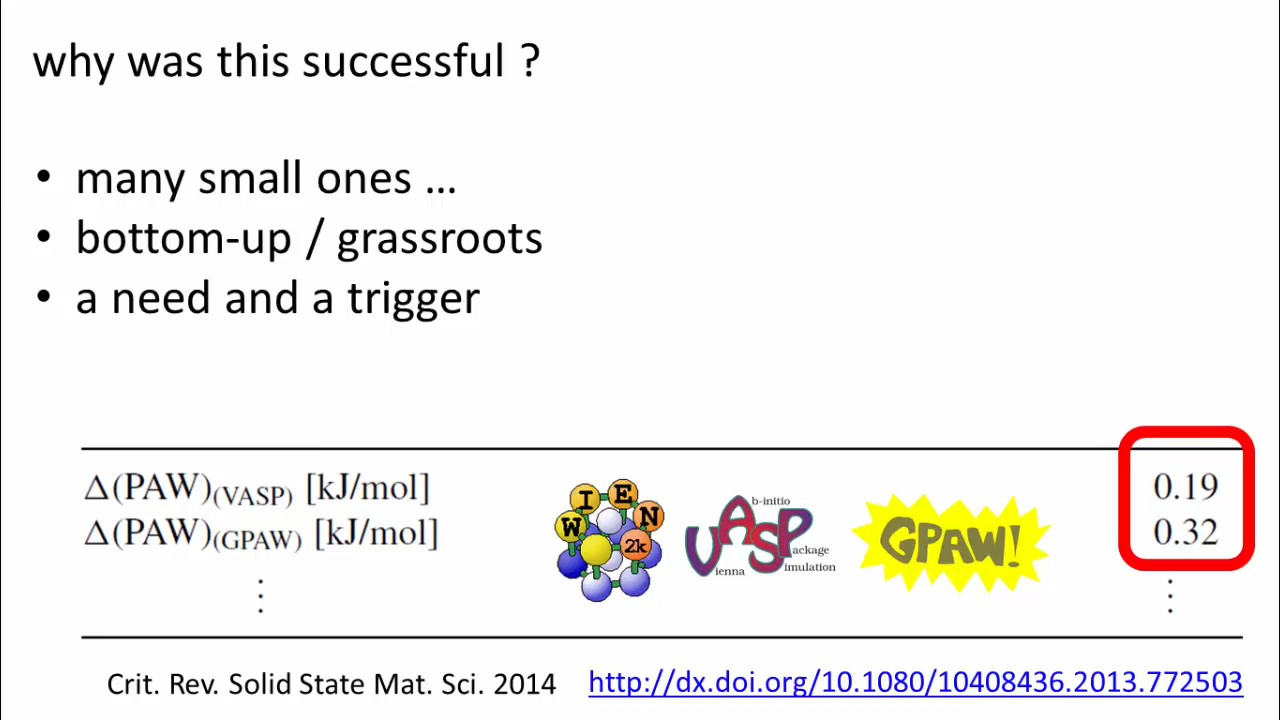 why was this successful ?
• many small ones …
• bottom-up / grassroots
• a need and a trigger
Δ(PAW)(VASP) [kJ/mol] 0.19
Δ(PAW)(GPAW) [kJ/mol] 0.32
WIEN 2k
VASP
b-initio
ackage
ienna
imulation
GPAW!
⋮ ⋮
Crit. Rev. Solid State Mat. Sci. 2014 http://dx.doi.org/10.1080/10408436.2013.772503